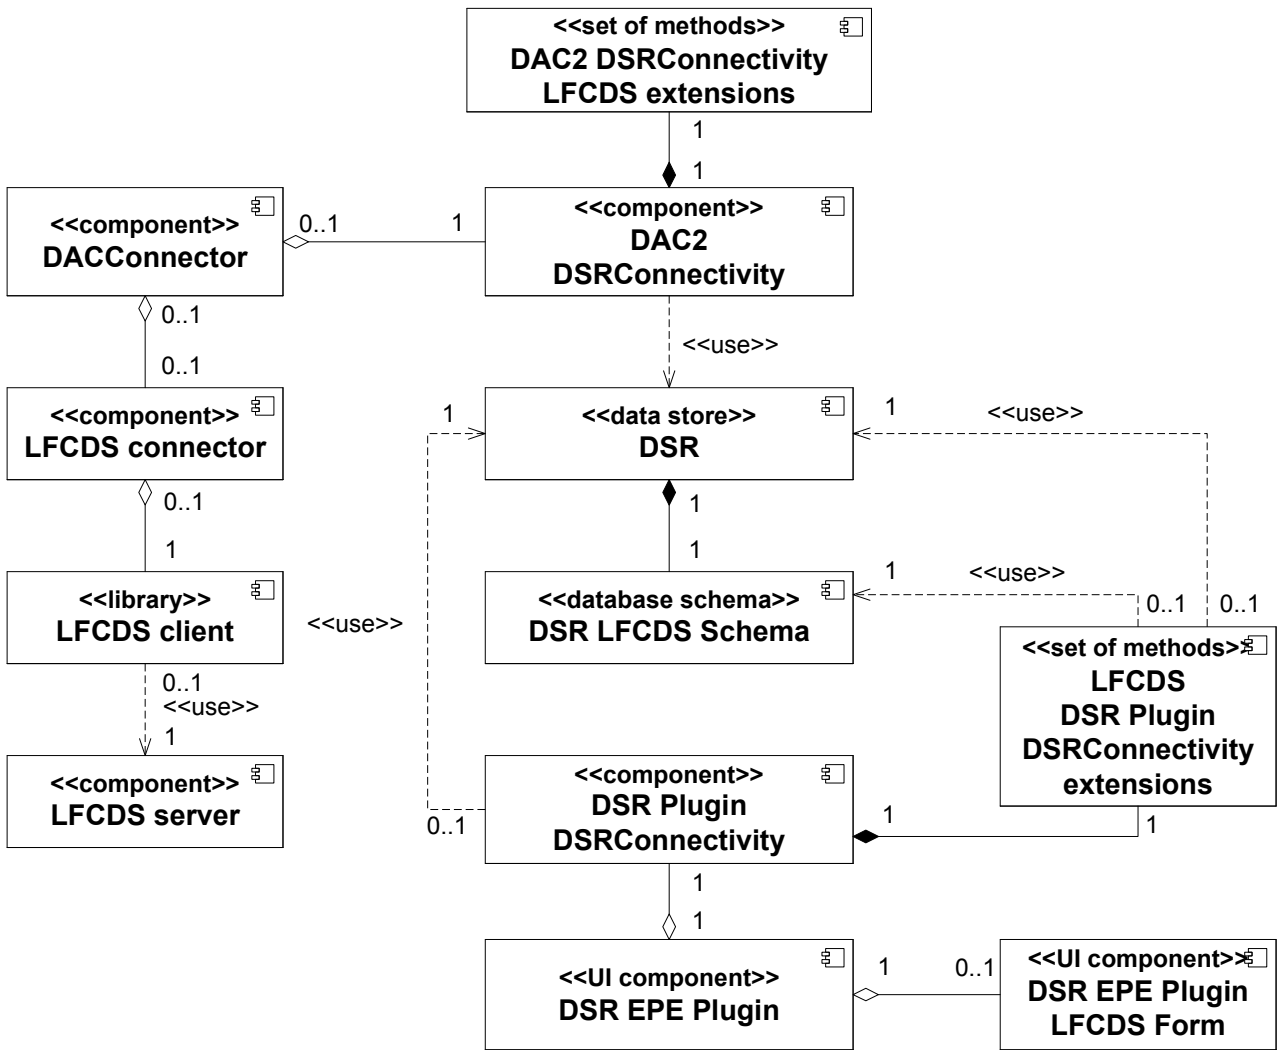 <<set of methods>>
DAC2 DSRConnectivity
LFCDS extensions
1
1
<<component>>
DACConnector
0..1
1
<<component>>
DAC2
DSRConnectivity
0..1
0..1
<<use>>
<<component>>
LFCDS connector
1
<<data store>>
DSR
1
<<use>>
0..1
1
1
1
<<library>>
LFCDS client
<<use>>
<<database schema>>
DSR LFCDS Schema
1
<<use>>
0..1
0..1
0..1
<<use>>
1
<<set of methods>>
LFCDS
DSR Plugin
DSRConnectivity
extensions
<<component>>
LFCDS server
0..1
<<component>>
DSR Plugin
DSRConnectivity
1
1
1
1
<<UI component>>
DSR EPE Plugin
1
0..1
<<UI component>>
DSR EPE Plugin
LFCDS Form